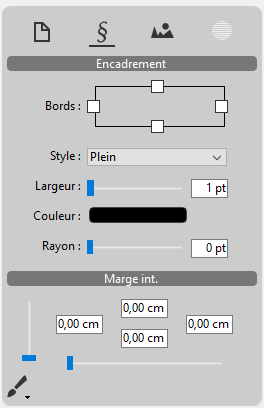 §
Encadrement
Bords :
Style : Plein
Largeur : 1 pt
Couleur :
Rayon : 0 pt
Marge int.
0,00 cm
0,00 cm 0,00 cm
0,00 cm